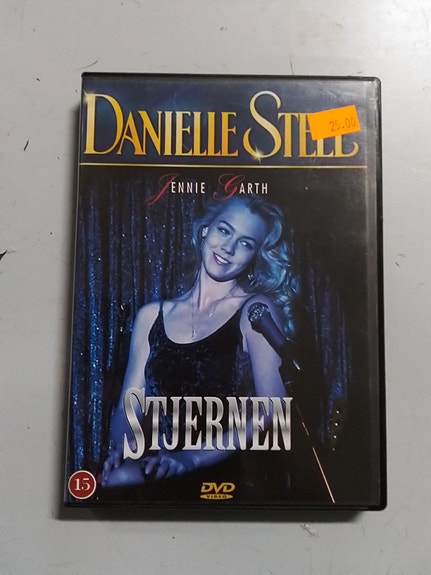 DANIELLE STEEL
25.00
JENNIE GARTH
STJERNEN
15
DVD
VIDEO